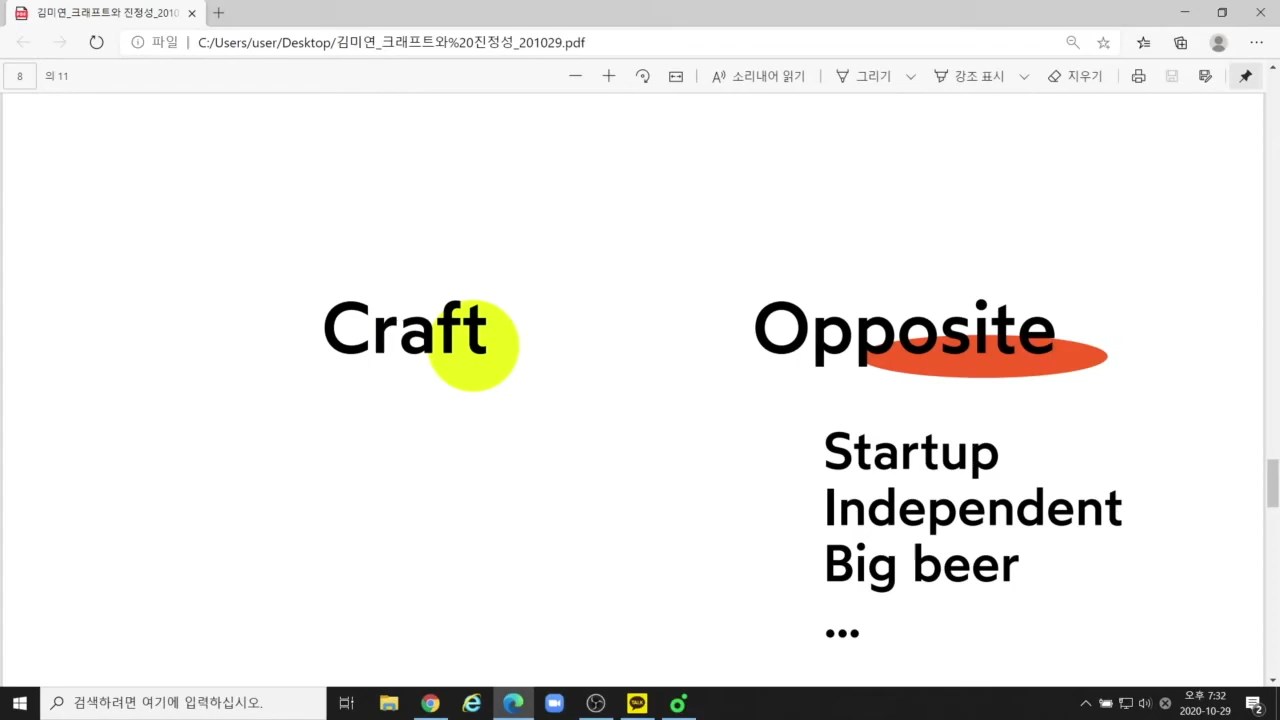 김미연_크래프트와 진정성_2010
파일
C:/Users/user/Desktop/김미연_크래프트와%20진정성_201029.pdf
8 의 11
소리내어 읽기
그리기
강조 표시
지우기
Craft
Opposite
Startup
Independent
Big beer
...
검색하려면 여기에 입력하십시오.
TALK
오후 7:32
2020-10-29
2